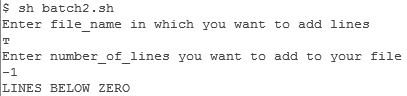 $ sh batch2.sh
Enter file_name in which you want to add lines
T
Enter number_of_lines you want to add to your file
-1
LINES BELOW ZERO